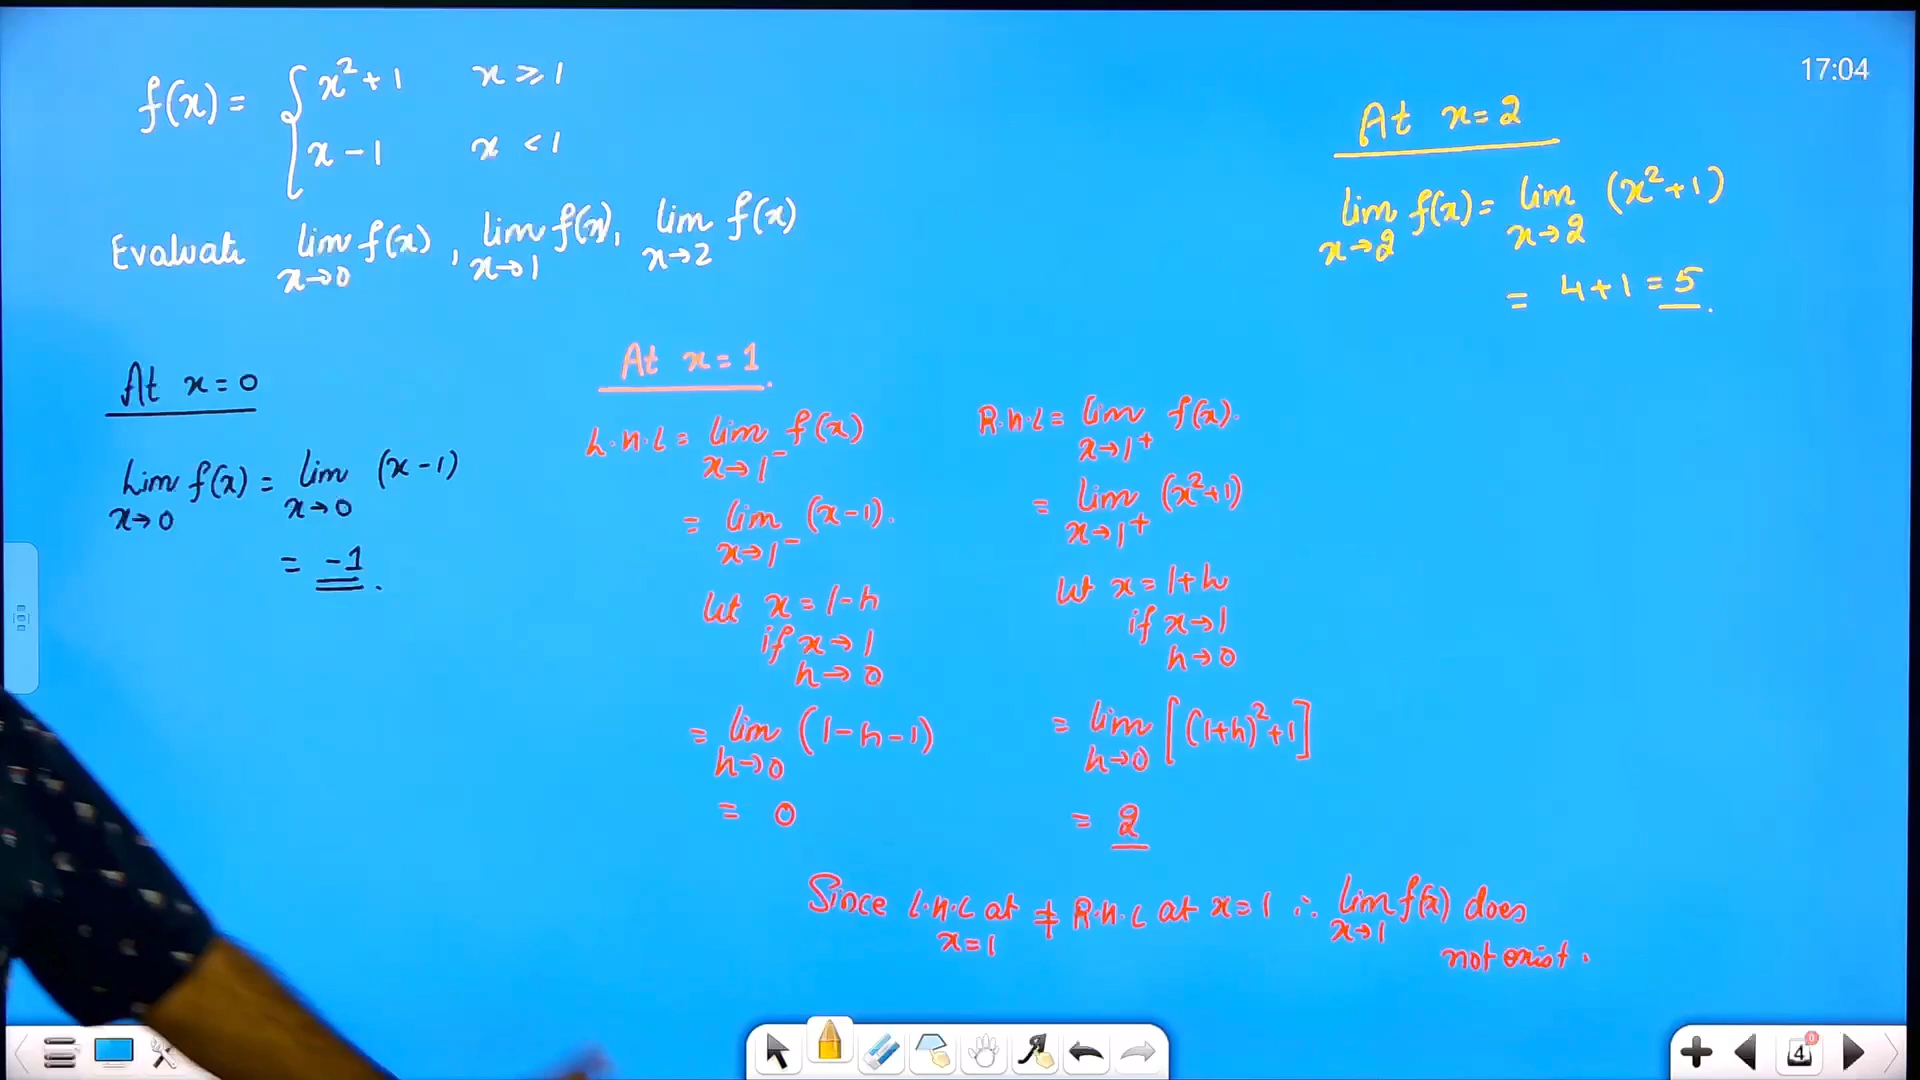 17:04
f(x) = { x²+1    x ≥ 1
x-1    x < 1
Evaluate lim x→0 f(x), lim x→1 f(x), lim x→2 f(x)
At x=0
Lim x→0 f(x) = lim x→0 (x-1)
= -1.
At x=1.
L.H.L = lim x→1⁻ f(x)
= lim x→1⁻ (x-1).
Let x=1-h
if x→1
h→0
= lim h→0 (1-h-1)
= 0
R.H.L = lim x→1⁺ f(x).
= lim x→1⁺ (x²+1)
Let x=1+h
if x→1
h→0
= lim h→0 [(1+h)²+1]
= 2
Since L.H.L at x=1 ≠ R.H.L at x=1 ∴ lim x→1 f(x) does
not exist.
At x=2
lim x→2 f(x) = lim x→2 (x²+1)
= 4+1=5.
4
0